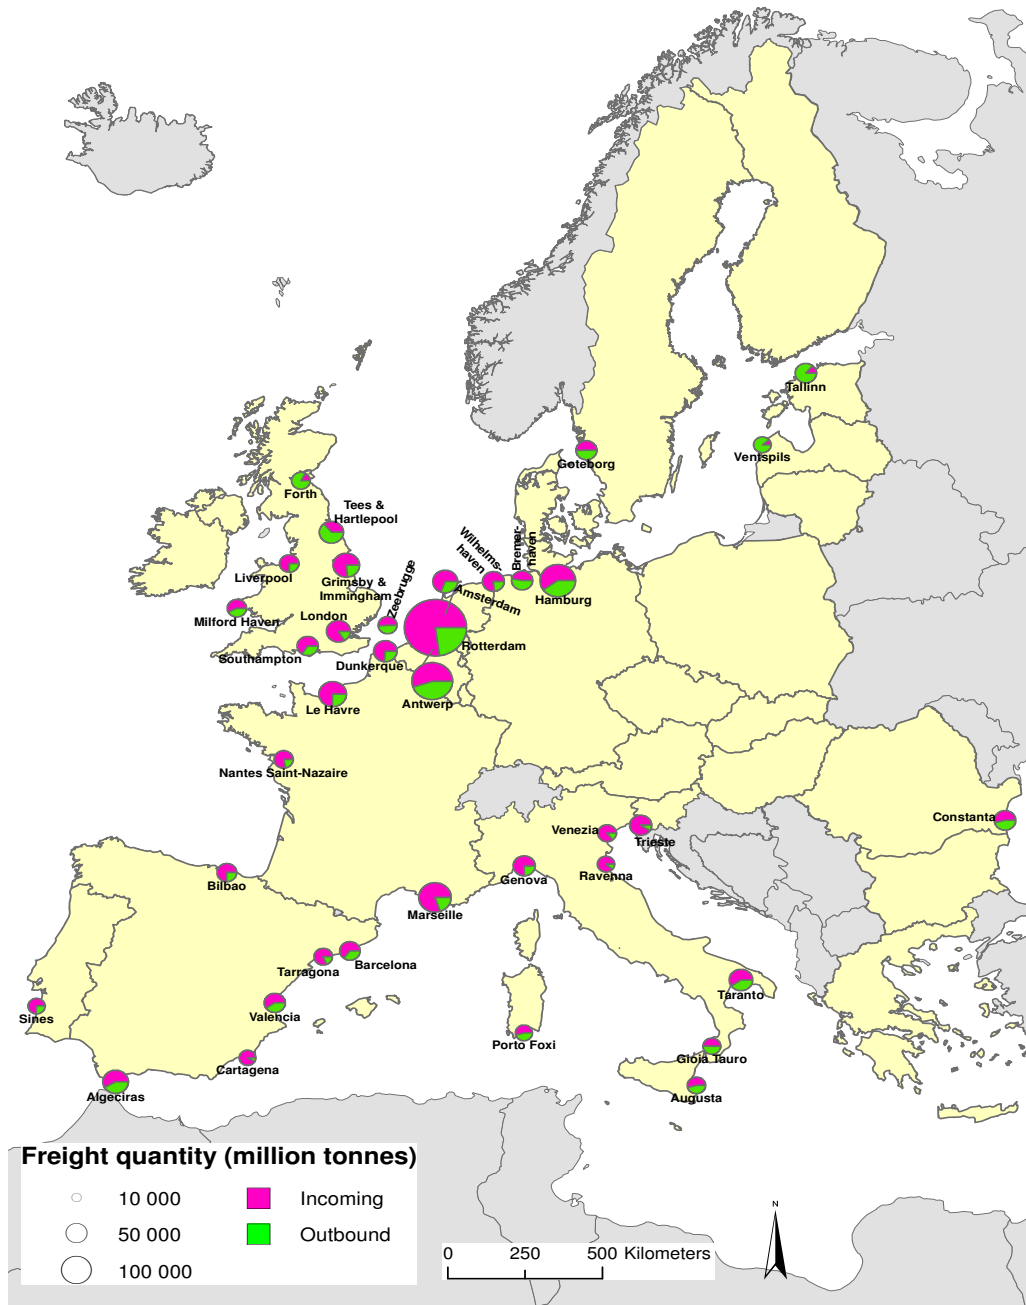 Tallinn
Goteborg
Ventspils
Forth
Tees &
Hartlepool
Wilhelms-
haven
Bremer-
haven
Liverpool
Grimsby &
Immingham
Zeebrugge
Amsterdam
Hamburg
Milford Haven
London
Southampton
Rotterdam
Dunkerque
Antwerp
Le Havre
Nantes Saint-Nazaire
Constanta
Venezia
Trieste
Bilbao
Genova
Ravenna
Marseille
Tarragona
Barcelona
Taranto
Sines
Valencia
Porto Foxi
Gioia Tauro
Cartagena
Algeciras
Augusta
Freight quantity (million tonnes)
10 000
Incoming
50 000
Outbound
100 000
0 250 500 Kilometers
N